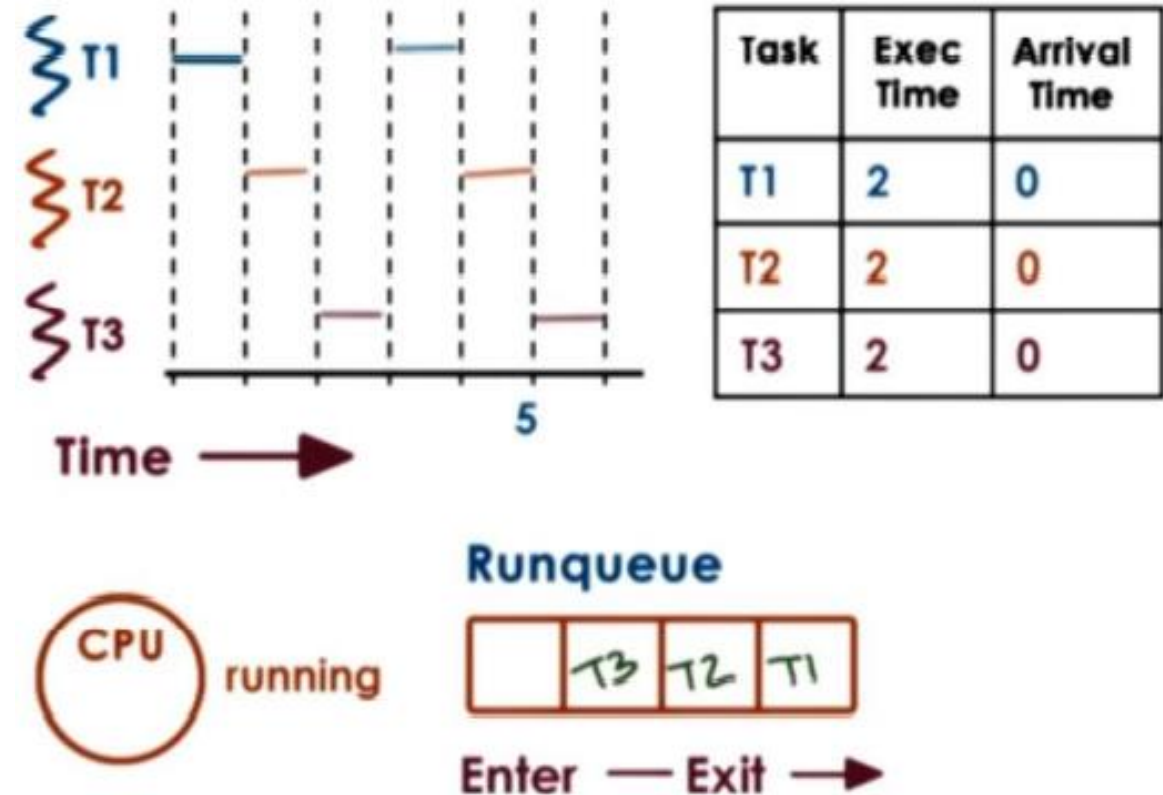 T1
T2
T3
5
Time
Task Exec Time Arrival Time
T1 2 0
T2 2 0
T3 2 0
Runqueue
CPU
running
T3 T2 T1
Enter Exit